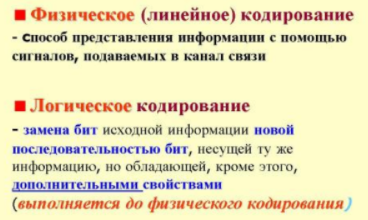 ■ Физическое (линейное) кодирование
- способ представления информации с помощью
сигналов, подаваемых в канал связи
■ Логическое кодирование
- замена бит исходной информации новой
последовательностью бит, несущей ту же
информацию, но обладающей, кроме этого,
дополнительными свойствами
(выполняется до физического кодирования)